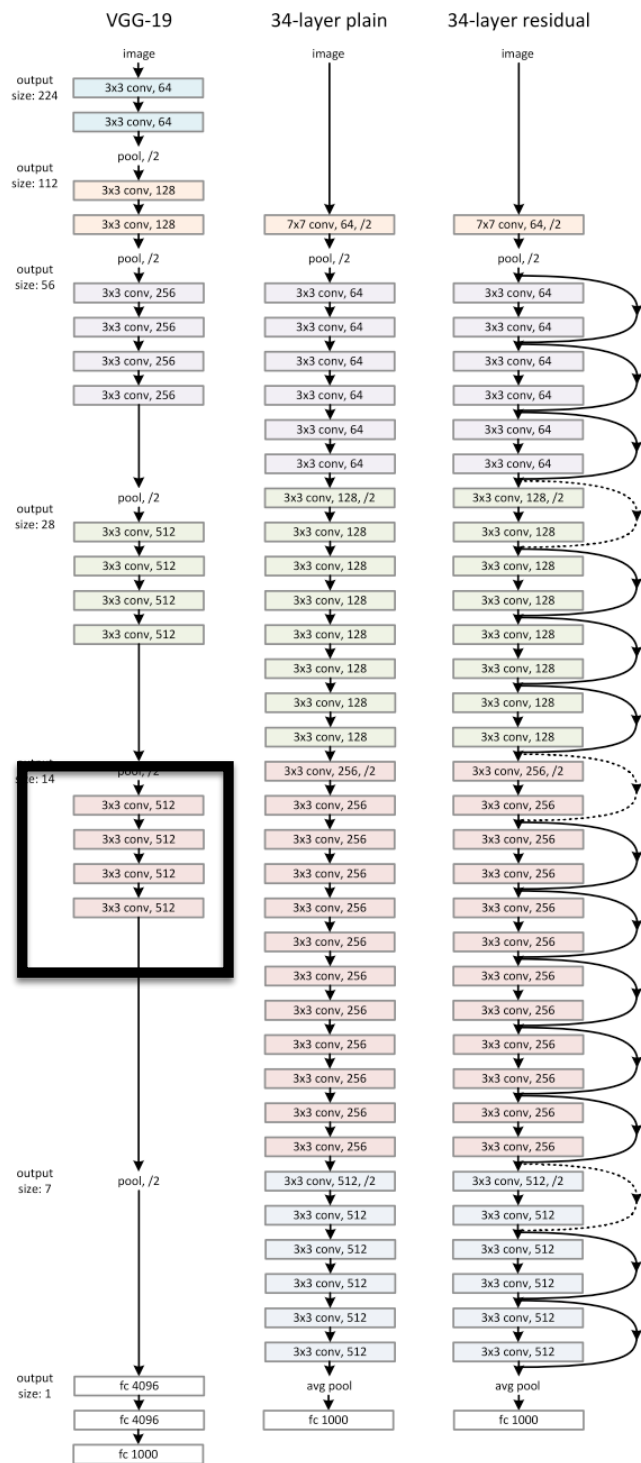 VGG-19
image
output
size: 224
3x3 conv, 64
3x3 conv, 64
pool, /2
output
size: 112
3x3 conv, 128
3x3 conv, 128
pool, /2
output
size: 56
3x3 conv, 256
3x3 conv, 256
3x3 conv, 256
3x3 conv, 256
pool, /2
output
size: 28
3x3 conv, 512
3x3 conv, 512
3x3 conv, 512
3x3 conv, 512
output
size: 14
pool, /2
3x3 conv, 512
3x3 conv, 512
3x3 conv, 512
3x3 conv, 512
output
size: 7
pool, /2
output
size: 1
fc 4096
fc 4096
fc 1000
34-layer plain
image
7x7 conv, 64, /2
pool, /2
3x3 conv, 64
3x3 conv, 64
3x3 conv, 64
3x3 conv, 64
3x3 conv, 64
3x3 conv, 64
3x3 conv, 128, /2
3x3 conv, 128
3x3 conv, 128
3x3 conv, 128
3x3 conv, 128
3x3 conv, 128
3x3 conv, 128
3x3 conv, 128
3x3 conv, 256, /2
3x3 conv, 256
3x3 conv, 256
3x3 conv, 256
3x3 conv, 256
3x3 conv, 256
3x3 conv, 256
3x3 conv, 256
3x3 conv, 256
3x3 conv, 256
3x3 conv, 256
3x3 conv, 256
3x3 conv, 512, /2
3x3 conv, 512
3x3 conv, 512
3x3 conv, 512
3x3 conv, 512
3x3 conv, 512
avg pool
fc 1000
34-layer residual
image
7x7 conv, 64, /2
pool, /2
3x3 conv, 64
3x3 conv, 64
3x3 conv, 64
3x3 conv, 64
3x3 conv, 64
3x3 conv, 64
3x3 conv, 128, /2
3x3 conv, 128
3x3 conv, 128
3x3 conv, 128
3x3 conv, 128
3x3 conv, 128
3x3 conv, 128
3x3 conv, 128
3x3 conv, 256, /2
3x3 conv, 256
3x3 conv, 256
3x3 conv, 256
3x3 conv, 256
3x3 conv, 256
3x3 conv, 256
3x3 conv, 256
3x3 conv, 256
3x3 conv, 256
3x3 conv, 256
3x3 conv, 256
3x3 conv, 512, /2
3x3 conv, 512
3x3 conv, 512
3x3 conv, 512
3x3 conv, 512
3x3 conv, 512
avg pool
fc 1000